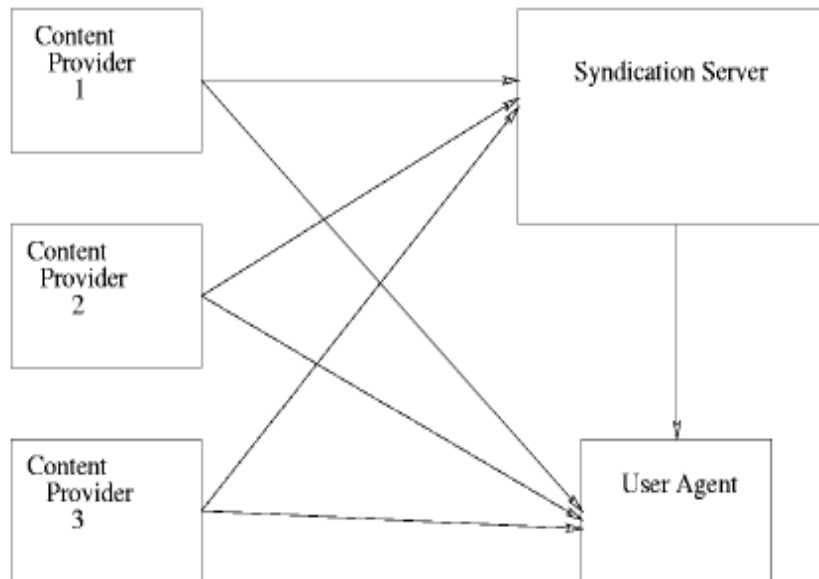 Content
Provider
1
Syndication Server
Content
Provider
2
Content
Provider
3
User Agent